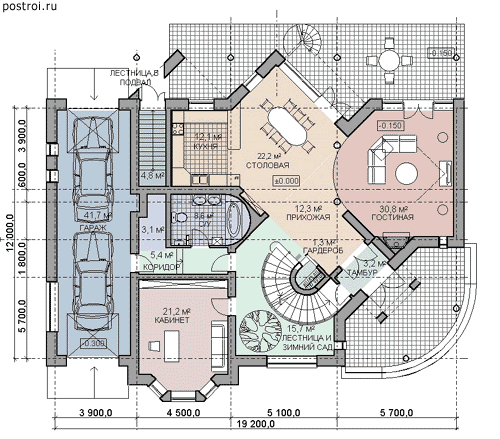 postroi.ru
-0.150
ЛЕСТНИЦА В
ПОДВАЛ
12,1 м²
КУХНЯ
22,2 м²
СТОЛОВАЯ
-0.150
4,8 м²
±0.000
12,3 м²
ПРИХОЖАЯ
30,8 м²
ГОСТИНАЯ
41,7 м²
ГАРАЖ
3,1 м²
8,6 м²
С/У
1,3 м²
ГАРДЕРОБ
5,4 м²
КОРИДОР
3,2 м²
ТАМБУР
21,2 м²
КАБИНЕТ
15,7 м²
ЛЕСТНИЦА И
ЗИМНИЙ САД
-0.300
3 900,0
600,0
1 800,0
5 700,0
12 000,0
3 900,0
4 500,0
5 100,0
5 700,0
19 200,0